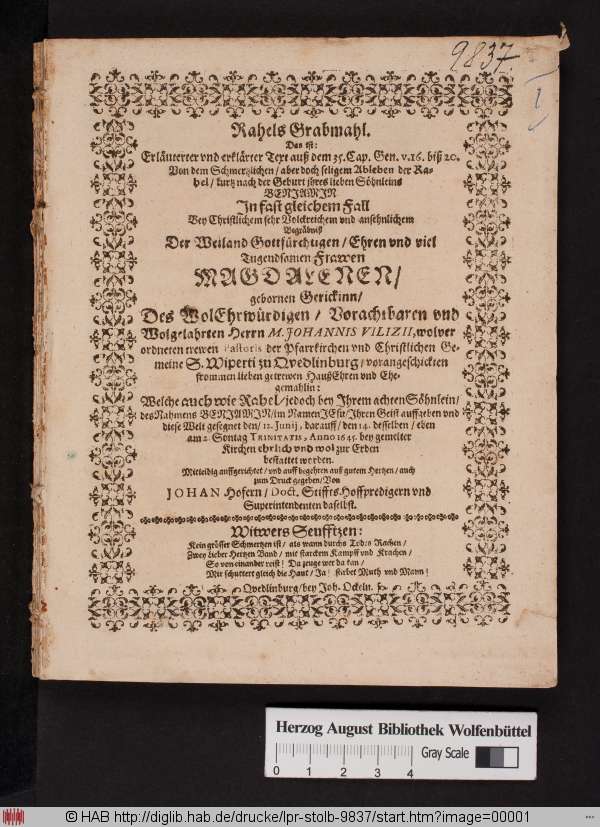 9837.
1
Rahels Grabmahl.
Das ist:
Erläuterter vnd erklärter Text auß dem 35. Cap. Gen. v. 16. biß 20.
Von dem Schmertzlichen / aber doch seligem Ableben der Ra-
hel / kurtz nach der Geburt jhres lieben Söhnleins
BENJAMIN
In fast gleichem Fall
Bey Christlichem sehr Volckreichem vnd ansehnlichem
Begräbniß
Der Weiland Gottfürchtigen / Ehren vnd viel
Tugendsamen Frawen
MAGDALENEN /
gebornen Gerickinn /
Des WolEhrwürdigen / Vorachtbaren vnd
Wolgelahrten Herrn M. JOHANNIS VILIZII, wolver
ordneten trewen Pastoris der Pfarrkirchen vnd Christlichen Ge-
meine S. Wiperti zu Qvedlinburg / vorangeschickten
frommen lieben getrewen HaußEhren vnd Ehe-
gemahlin:
Welche auch wie Rahel / jedoch bey Ihrem achten Söhnlein /
des Nahmens BENJAMIN / im Namen JEsu / Ihren Geist auffgeben vnd
diese Welt gesegnet den / 12. Junij, darauff / den 14. desselben / eben
am 2. Sontag TRINITATIS, ANNO 1645. bey gemelter
Kirchen ehrlich vnd wol zur Erden
bestattet worden.
Mitleidig auffgerichtet / vnd auff begehren auß gutem Hertzen / auch
zum Druck gegeben / Von
JOHAN Hofern / Doct. Stiffts Hoffpredigern vnd
Superintendenten daselbst.
Witwers Seufftzen:
Kein grösser Schmertzen ist / als wann durchs Todes Rachen /
Zwey lieber Hertzen Band / mit starckem Kampff vnd Krachen /
So von einander reist! Da zeuge wer da kan /
Mir schuttert gleich die Haut / Ja! stirbet Muth vnd Mann!
Qvedlinburg / bey Joh. Ockeln.
Herzog August Bibliothek Wolfenbüttel
0 1 2 3 4 Gray Scale
© HAB http://diglib.hab.de/drucke/lpr-stolb-9837/start.htm?image=00001